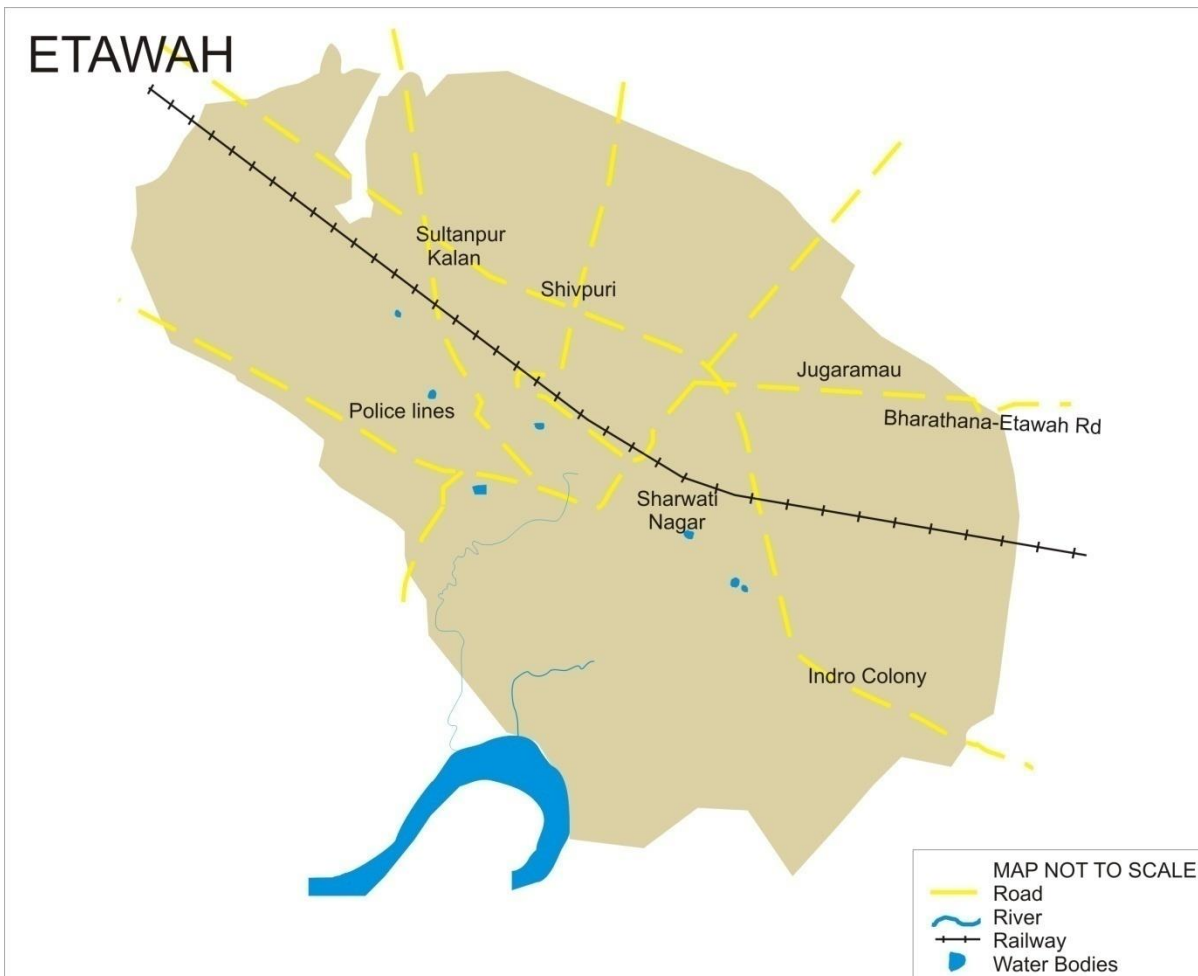 ETAWAH
Sultanpur
Kalan
Shivpuri
Jugaramau
Police lines
Bharathana-Etawah Rd
Sharwati
Nagar
Indro Colony
MAP NOT TO SCALE
Road
River
Railway
Water Bodies